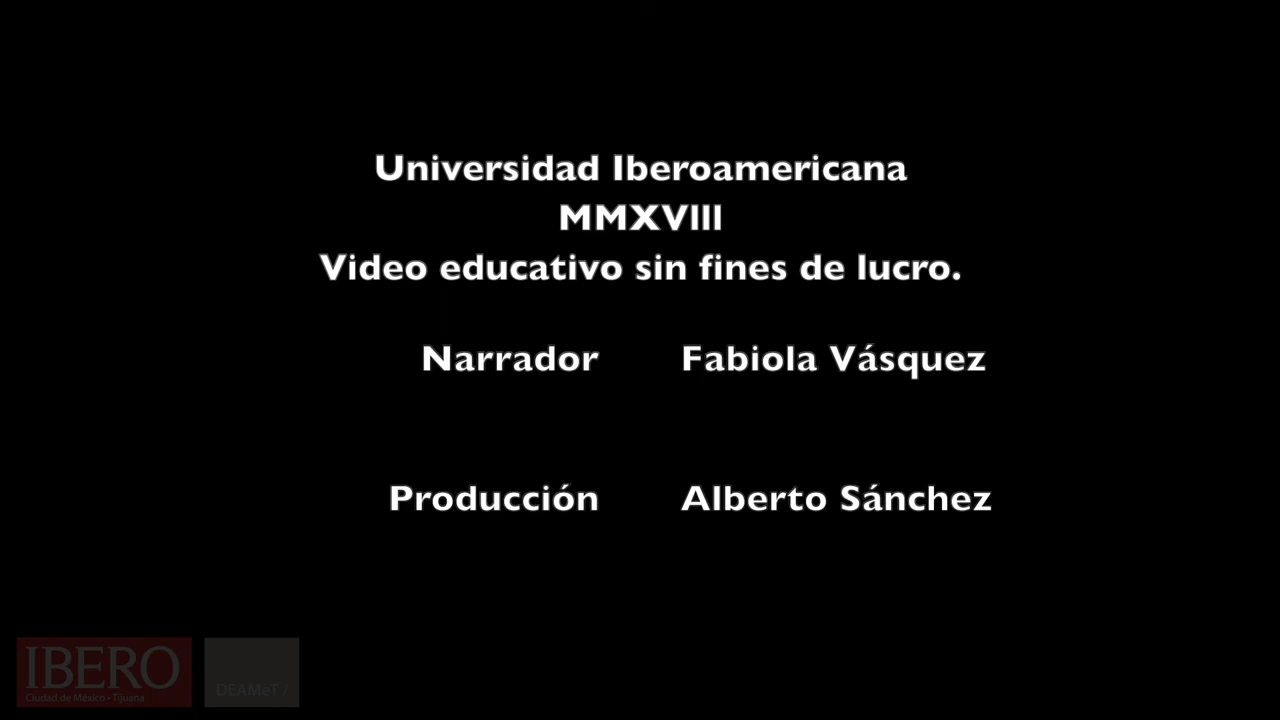 Universidad Iberoamericana
MMXVIII
Video educativo sin fines de lucro.
Narrador Fabiola Vásquez
Producción Alberto Sánchez
IBERO
Ciudad de México • Tijuana
DEAMeT /